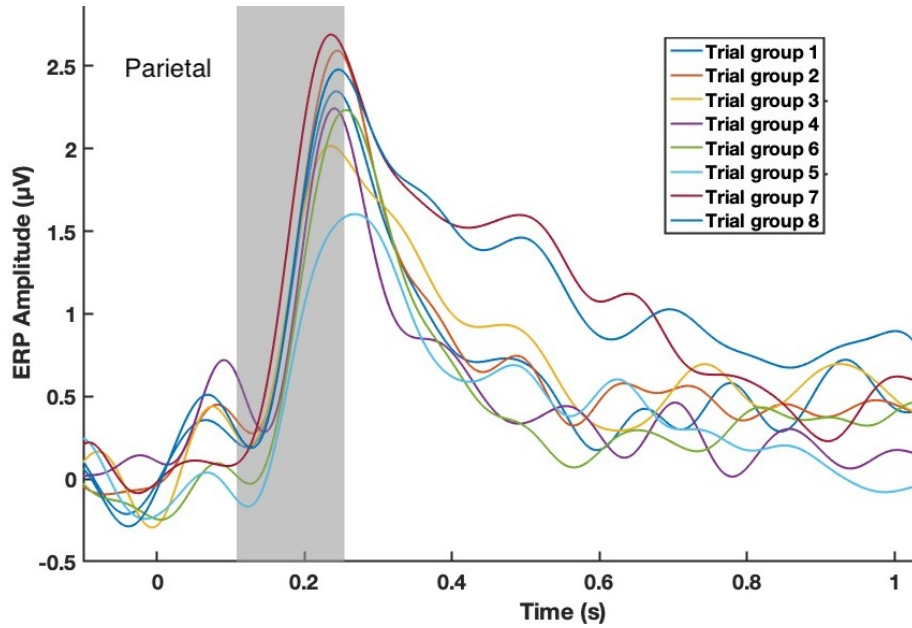 Parietal
Trial group 1
Trial group 2
Trial group 3
Trial group 4
Trial group 6
Trial group 5
Trial group 7
Trial group 8
ERP Amplitude (µV)
2.5
2
1.5
1
0.5
0
-0.5
0
0.2
0.4
0.6
0.8
1
Time (s)